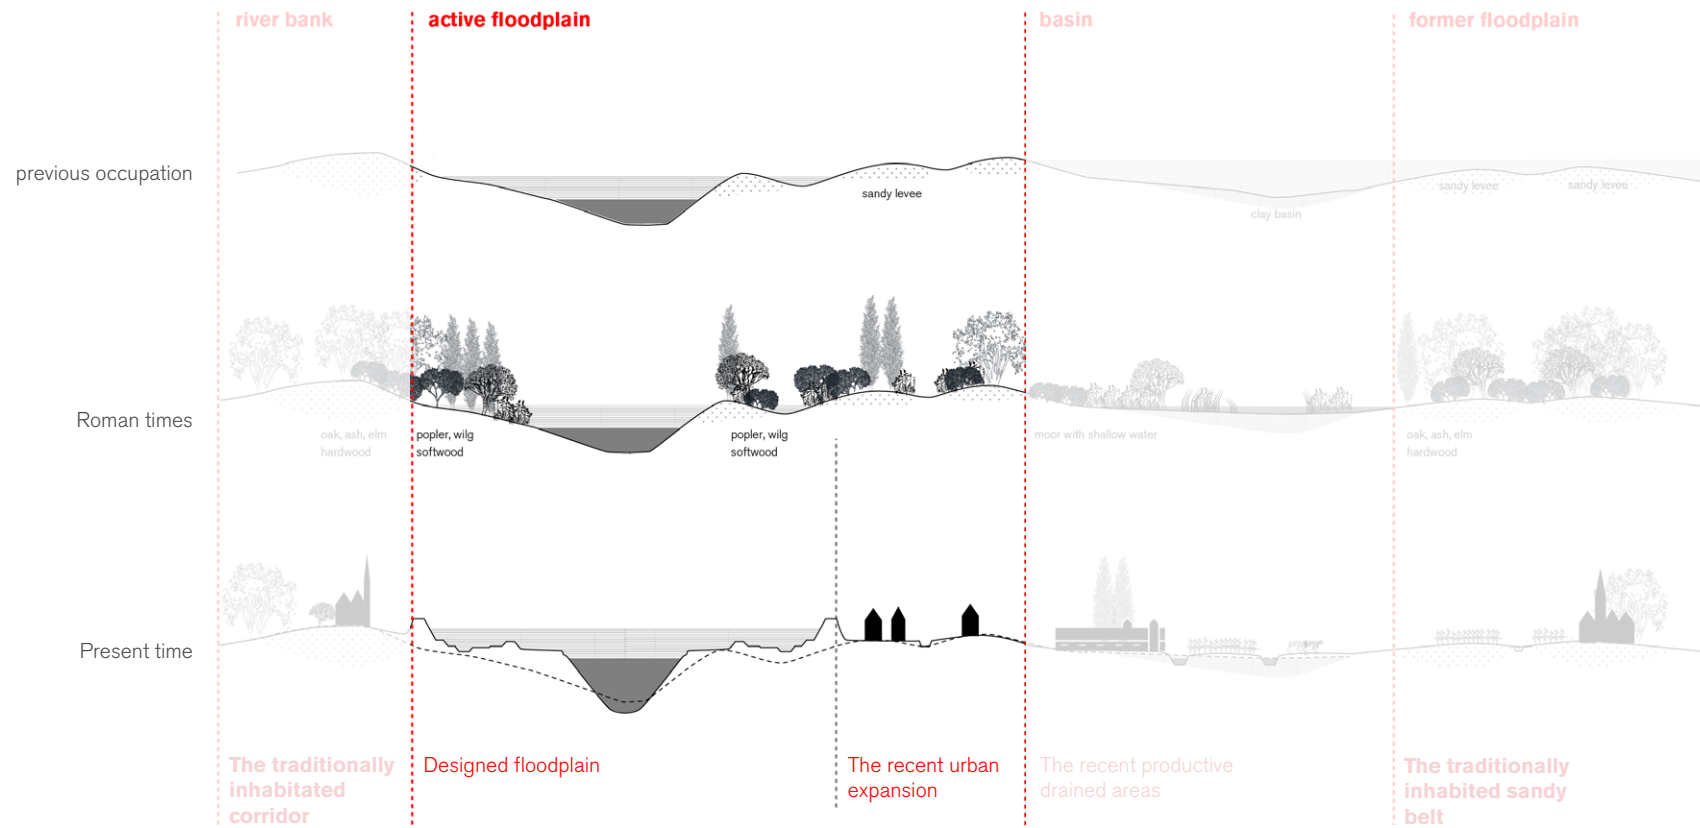 river bank
active floodplain
basin
former floodplain
previous occupation
sandy levee
clay basin
sandy levee
sandy levee
Roman times
oak, ash, elm
hardwood
popler, wilg
softwood
popler, wilg
softwood
moor with shallow water
oak, ash, elm
hardwood
Present time
The traditionally
inhabitated
corridor
Designed floodplain
The recent urban
expansion
The recent productive
drained areas
The traditionally
inhabited sandy
belt